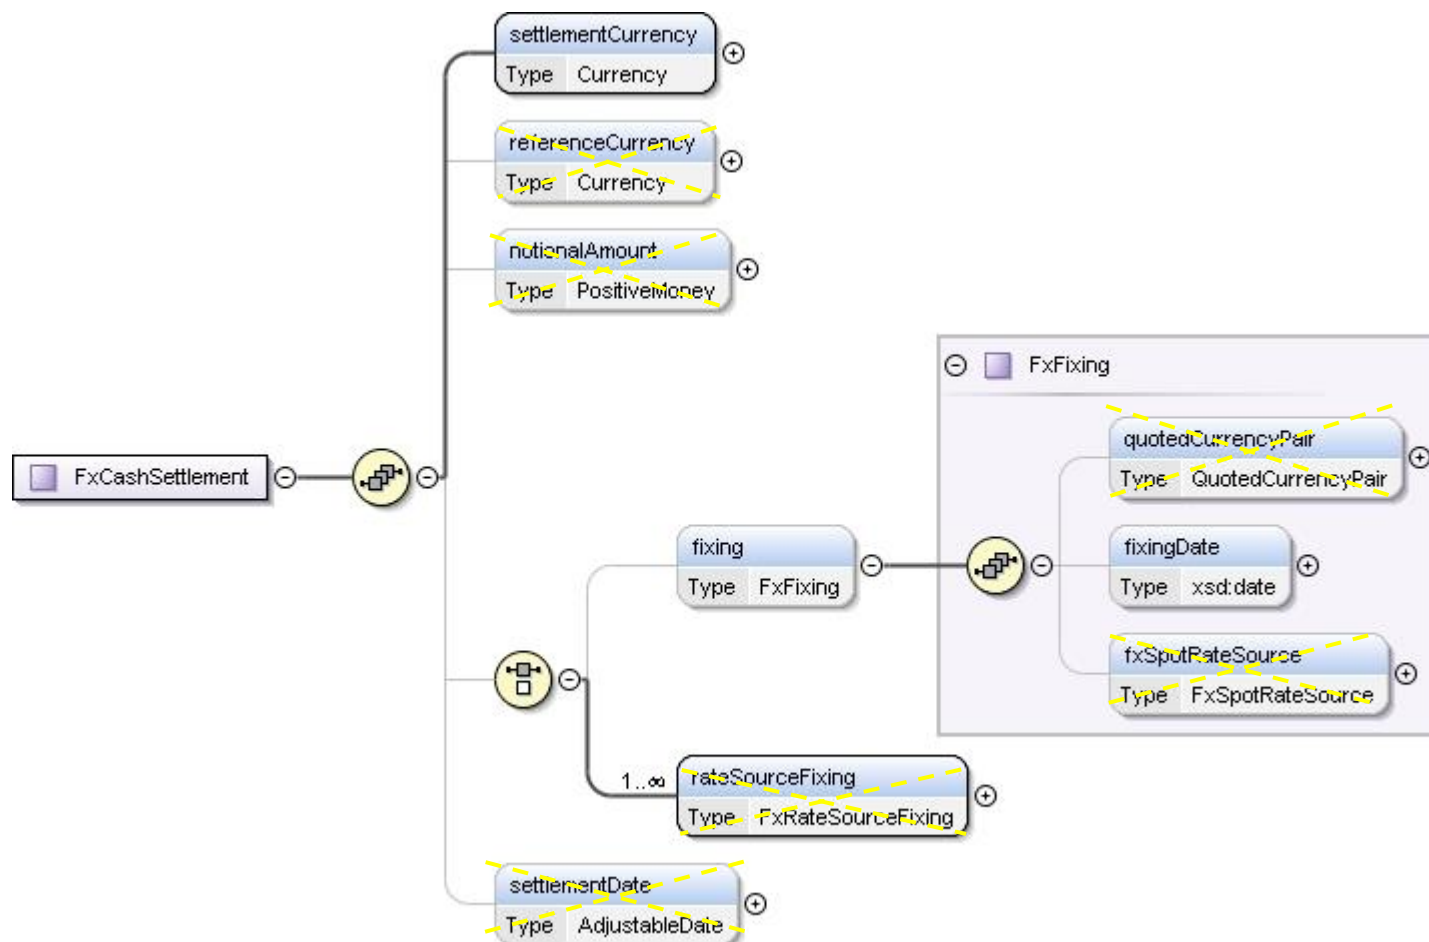 settlementCurrency
Type Currency
referenceCurrency
Type Currency
notionalAmount
Type PositiveMoney
FxFixing
quotedCurrencyPair
Type QuotedCurrencyPair
FxCashSettlement
fixing
Type FxFixing
fixingDate
Type xsd:date
fxSpotRateSource
Type FxSpotRateSource
1..∞
rateSourceFixing
Type FxRateSourceFixing
settlementDate
Type AdjustableDate